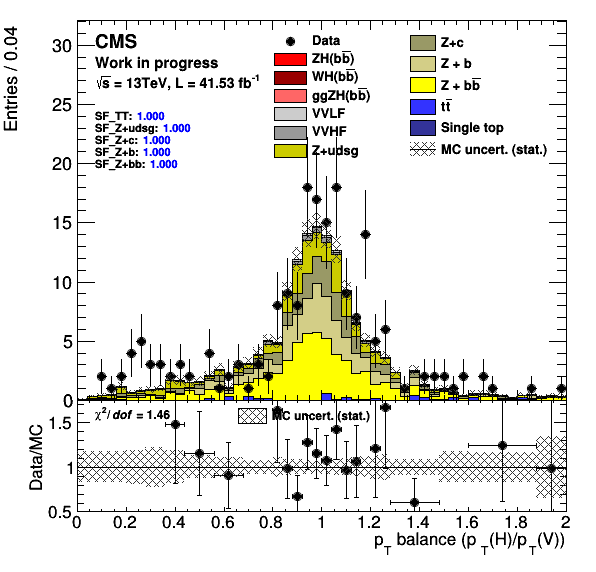 Entries / 0.04
30
25
20
15
10
5
0
CMS
Work in progress
√s = 13TeV, L = 41.53 fb⁻¹
SF_TT: 1.000
SF_Z+udsg: 1.000
SF_Z+c: 1.000
SF_Z+b: 1.000
SF_Z+bb: 1.000
Data
ZH(bb̅)
WH(bb̅)
ggZH(bb̅)
VVLF
VVHF
Z+udsg
Z+c
Z + b
Z + bb̅
tt̅
Single top
MC uncert. (stat.)
Data/MC
1.5
1
0.5
χ²/ dof = 1.46
MC uncert. (stat.)
0 0.2 0.4 0.6 0.8 1 1.2 1.4 1.6 1.8 2
p_T balance (p_T(H)/p_T(V))